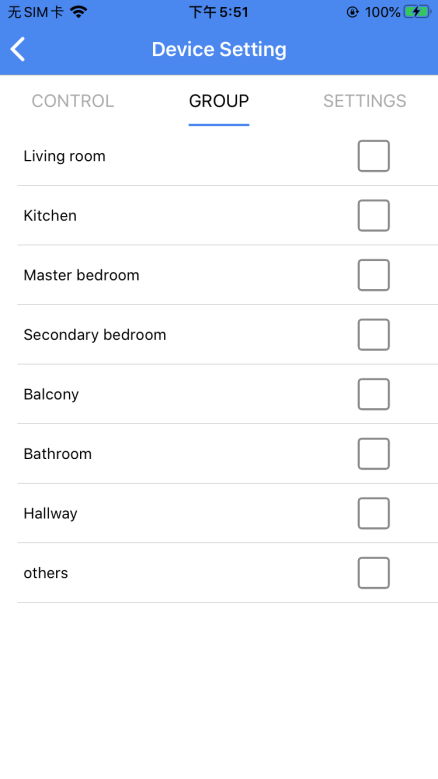 无SIM卡 下午5:51 100%
Device Setting
CONTROL GROUP SETTINGS
Living room
Kitchen
Master bedroom
Secondary bedroom
Balcony
Bathroom
Hallway
others